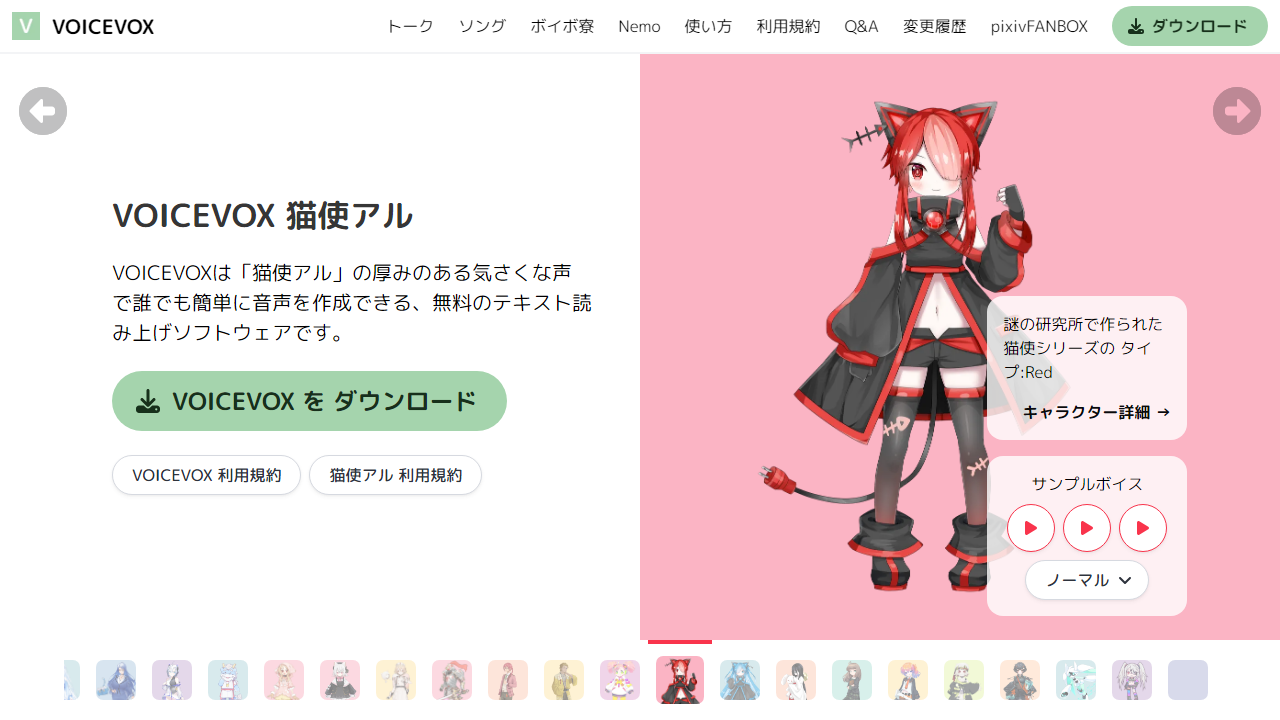 V VOICEVOX トーク ソング ボイボ寮 Nemo 使い方 利用規約 Q&A 変更履歴 pixivFANBOX ダウンロード
VOICEVOX 猫使アル
VOICEVOXは「猫使アル」の厚みのある気さくな声
で誰でも簡単に音声を作成できる、無料のテキスト読
み上げソフトウェアです。
VOICEVOX を ダウンロード
VOICEVOX 利用規約 猫使アル 利用規約
謎の研究所で作られた
猫使シリーズの タイ
プ:Red
キャラクター詳細 →
サンプルボイス
ノーマル